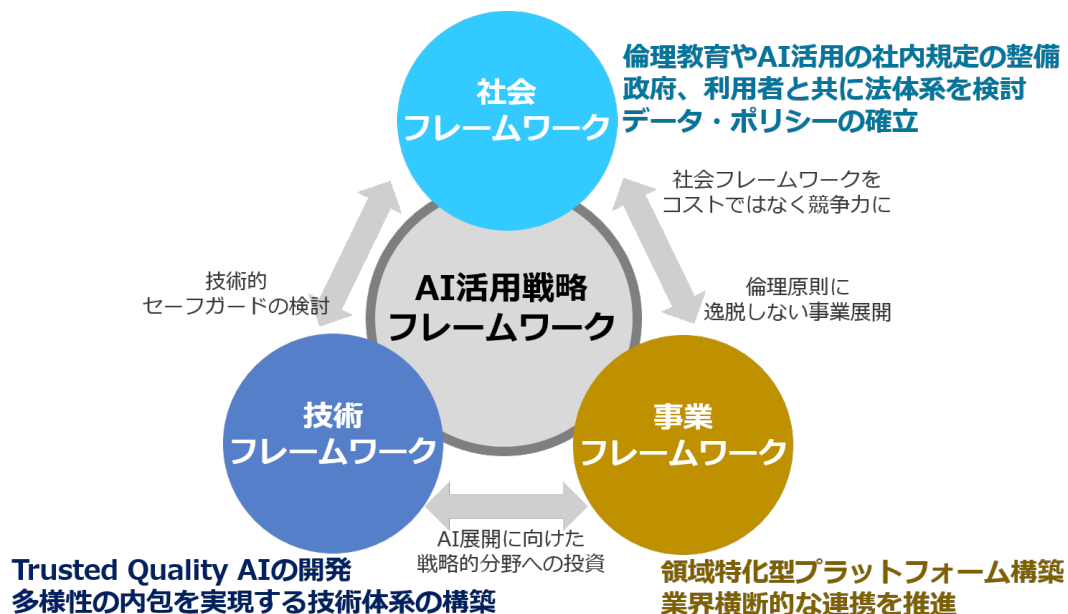 社会
フレームワーク
倫理教育やAI活用の社内規定の整備
政府、利用者と共に法体系を検討
データ・ポリシーの確立
社会フレームワークを
コストではなく競争力に
技術的
セーフガードの検討
AI活用戦略
フレームワーク
倫理原則に
逸脱しない事業展開
技術
フレームワーク
事業
フレームワーク
AI展開に向けた
戦略的分野への投資
Trusted Quality AIの開発
多様性の内包を実現する技術体系の構築
領域特化型プラットフォーム構築
業界横断的な連携を推進